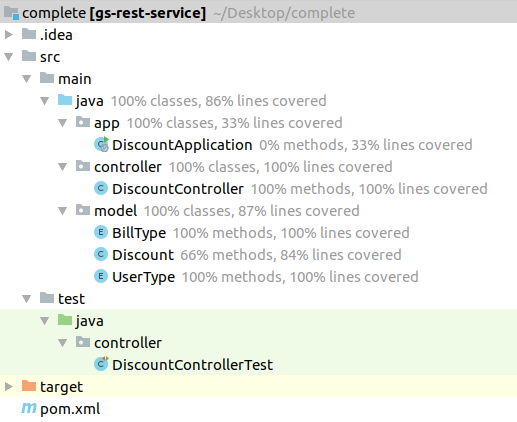 complete [gs-rest-service] ~/Desktop/complete
.idea
src
main
java 100% classes, 86% lines covered
app 100% classes, 33% lines covered
DiscountApplication 0% methods, 33% lines covered
controller 100% classes, 100% lines covered
DiscountController 100% methods, 100% lines covered
model 100% classes, 87% lines covered
BillType 100% methods, 100% lines covered
Discount 66% methods, 84% lines covered
UserType 100% methods, 100% lines covered
test
java
controller
DiscountControllerTest
target
pom.xml